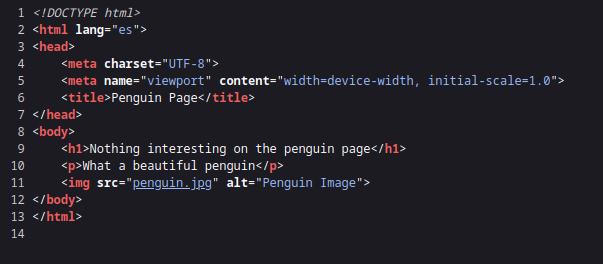 1 <!DOCTYPE html>
2 <html lang="es">
3 <head>
4     <meta charset="UTF-8">
5     <meta name="viewport" content="width=device-width, initial-scale=1.0">
6     <title>Penguin Page</title>
7 </head>
8 <body>
9     <h1>Nothing interesting on the penguin page</h1>
10     <p>What a beautiful penguin</p>
11     <img src="penguin.jpg" alt="Penguin Image">
12 </body>
13 </html>
14